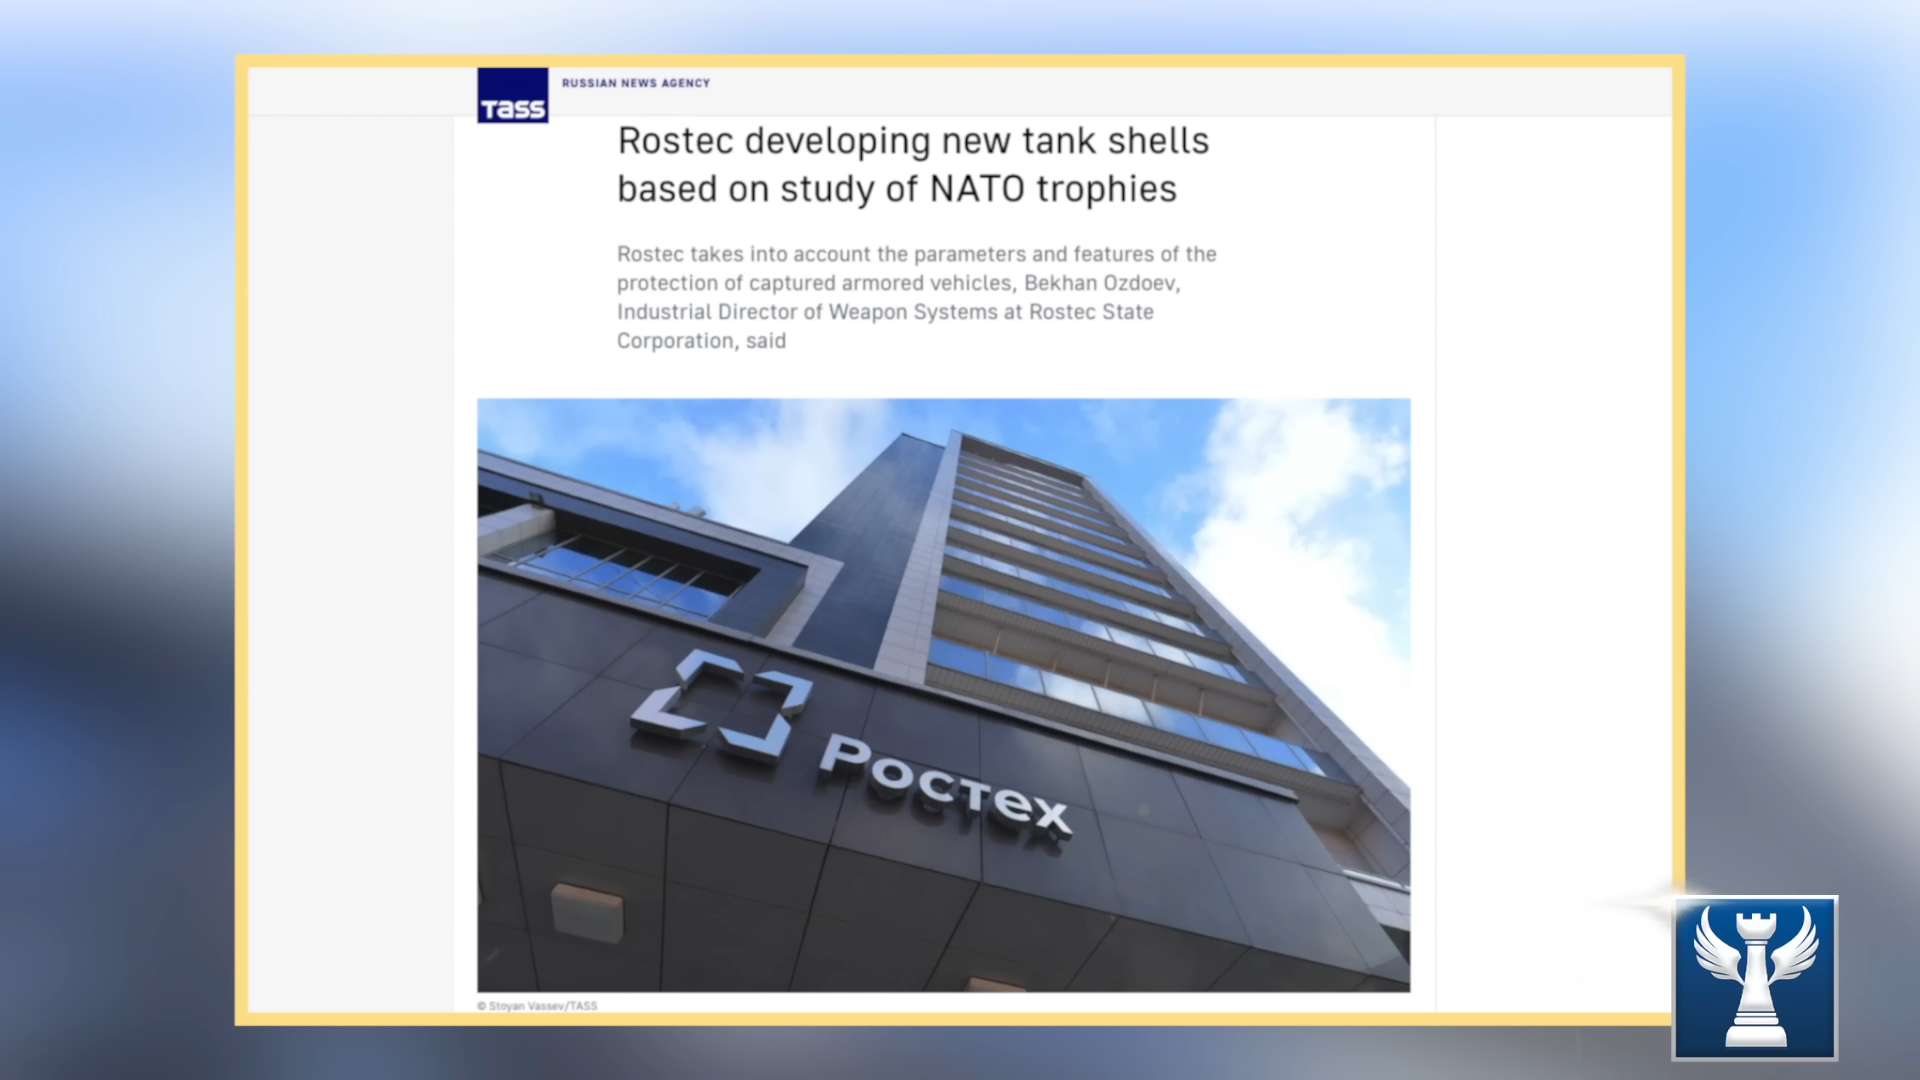 TASS
RUSSIAN NEWS AGENCY
Rostec developing new tank shells
based on study of NATO trophies
Rostec takes into account the parameters and features of the
protection of captured armored vehicles, Bekhan Ozdoev,
Industrial Director of Weapon Systems at Rostec State
Corporation, said
Ростех
© Stoyan Vassev/TASS